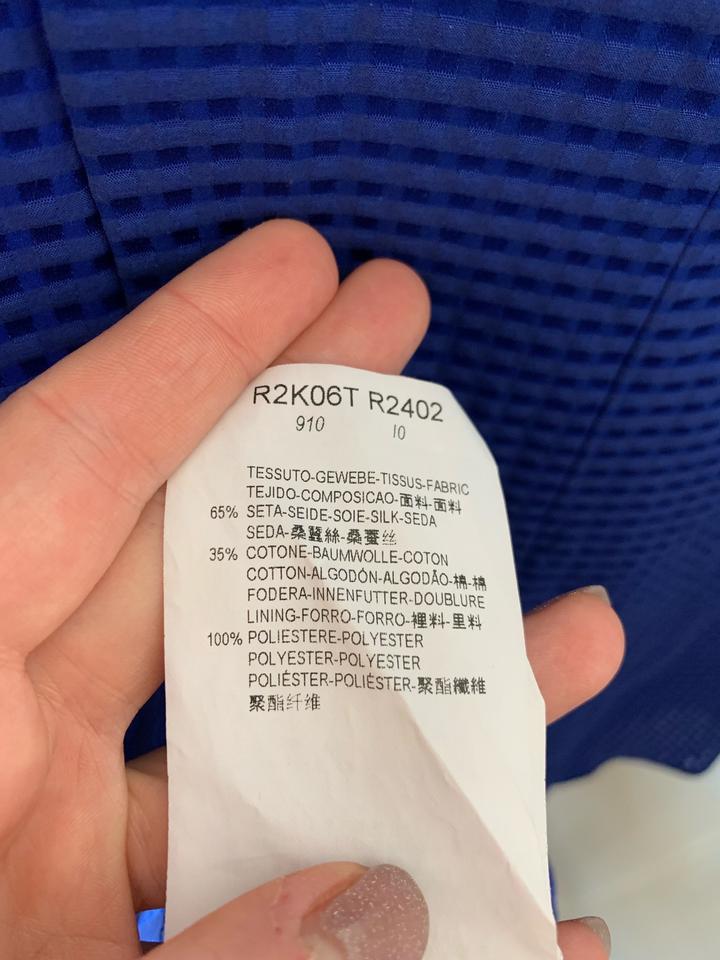 R2K06T R2402
910 10
TESSUTO-GEWEBE-TISSUS-FABRIC
TEJIDO-COMPOSICAO-面料-面料
65% SETA-SEIDE-SOIE-SILK-SEDA
SEDA-桑蠶絲-桑蚕丝
35% COTONE-BAUMWOLLE-COTON
COTTON-ALGODÓN-ALGODÃO-棉-棉
FODERA-INNENFUTTER-DOUBLURE
LINING-FORRO-FORRO-裡料-里料
100% POLIESTERE-POLYESTER
POLYESTER-POLYESTER
POLIÉSTER-POLIÉSTER-聚酯纖維
聚酯纤维